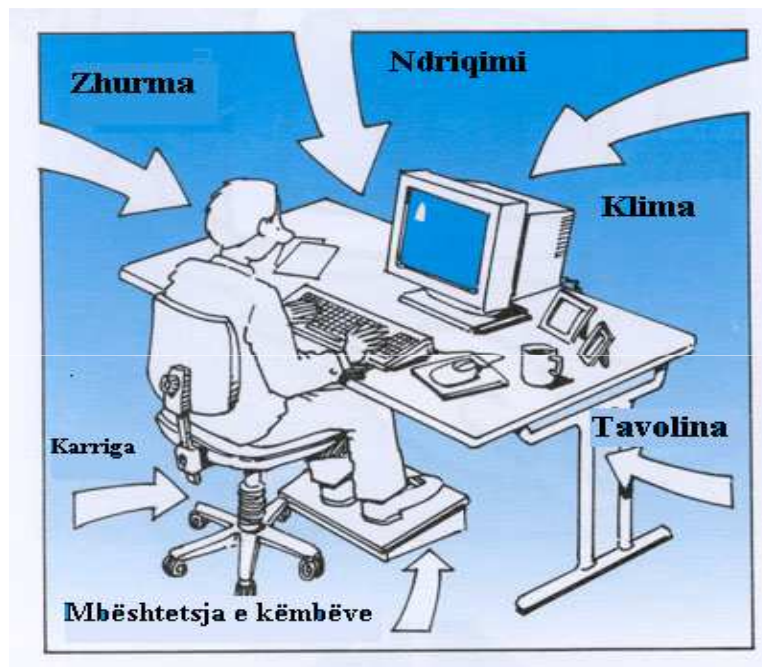 Zhurma
Ndriqimi
Klima
Karriga
Tavolina
Mbështetsja e këmbëve